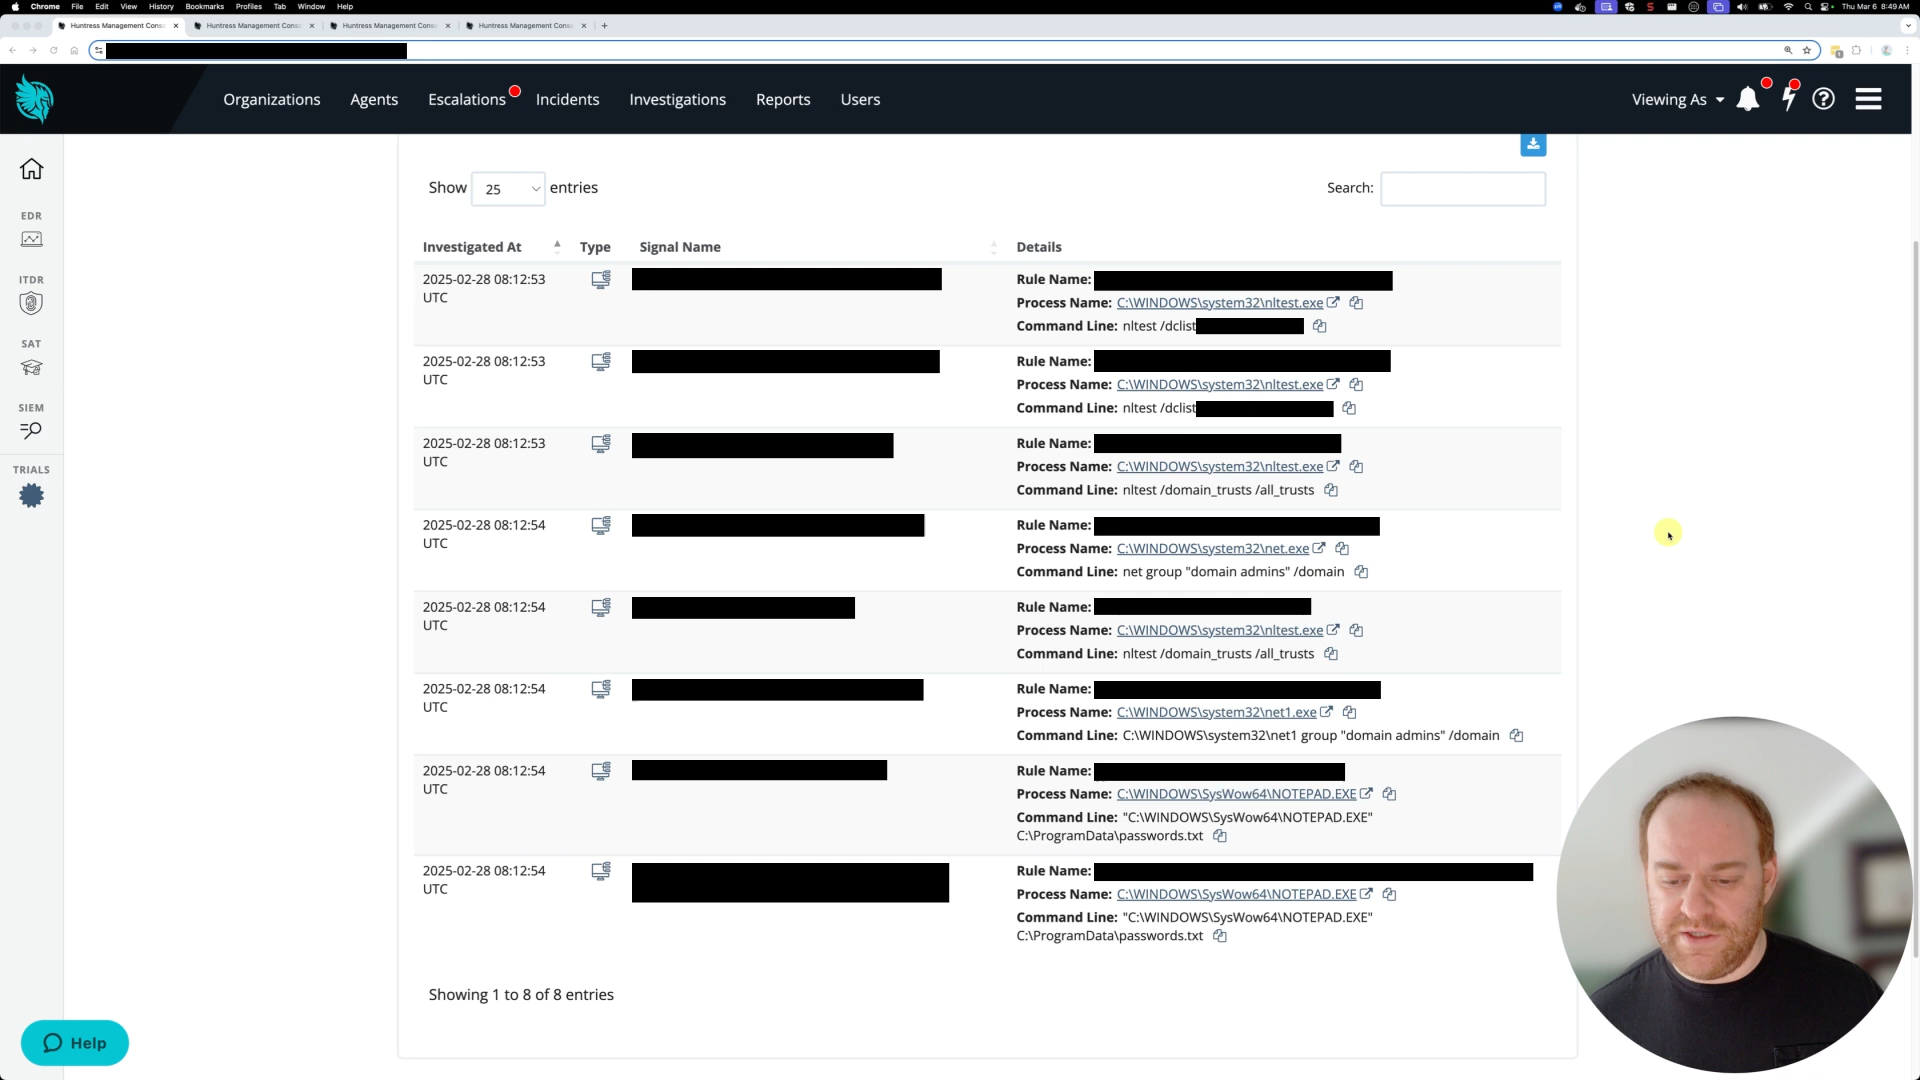 Chrome File Edit View History Bookmarks Profiles Tab Window Help Thu Mar 6 8:49 AM
Huntress Management Cons Huntress Management Cons Huntress Management Cons Huntress Management Cons
Organizations Agents Escalations Incidents Investigations Reports Users Viewing As
Show 25 entries Search:
EDR
ITDR
SAT
SIEM
TRIALS
Investigated At Type Signal Name Details
2025-02-28 08:12:53 Rule Name:
UTC Process Name: C:\WINDOWS\system32\nltest.exe
Command Line: nltest /dclist
2025-02-28 08:12:53 Rule Name:
UTC Process Name: C:\WINDOWS\system32\nltest.exe
Command Line: nltest /dclist
2025-02-28 08:12:53 Rule Name:
UTC Process Name: C:\WINDOWS\system32\nltest.exe
Command Line: nltest /domain_trusts /all_trusts
2025-02-28 08:12:54 Rule Name:
UTC Process Name: C:\WINDOWS\system32\net.exe
Command Line: net group "domain admins" /domain
2025-02-28 08:12:54 Rule Name:
UTC Process Name: C:\WINDOWS\system32\nltest.exe
Command Line: nltest /domain_trusts /all_trusts
2025-02-28 08:12:54 Rule Name:
UTC Process Name: C:\WINDOWS\system32\net1.exe
Command Line: C:\WINDOWS\system32\net1 group "domain admins" /domain
2025-02-28 08:12:54 Rule Name:
UTC Process Name: C:\WINDOWS\SysWow64\NOTEPAD.EXE
Command Line: "C:\WINDOWS\SysWow64\NOTEPAD.EXE"
C:\ProgramData\passwords.txt
2025-02-28 08:12:54 Rule Name:
UTC Process Name: C:\WINDOWS\SysWow64\NOTEPAD.EXE
Command Line: "C:\WINDOWS\SysWow64\NOTEPAD.EXE"
C:\ProgramData\passwords.txt
Showing 1 to 8 of 8 entries
Help